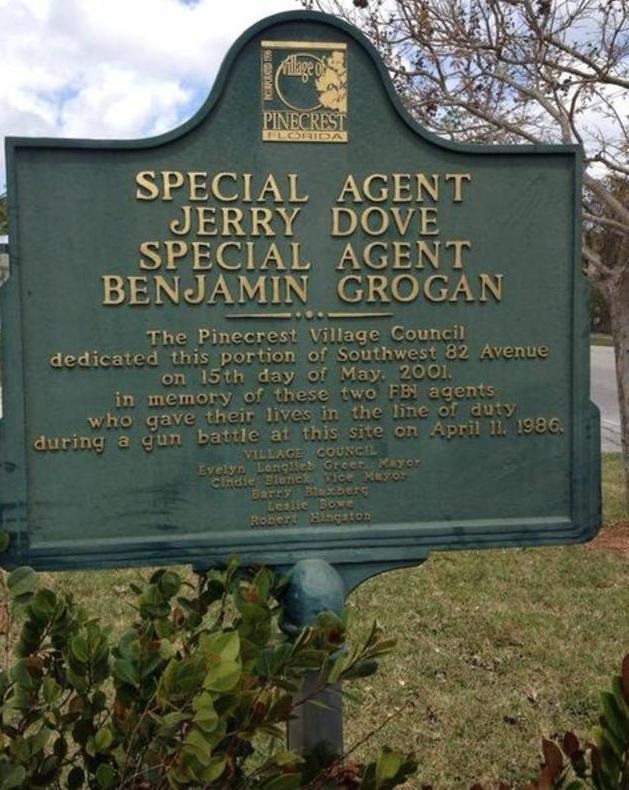 INCORPORATED 1996
Village of
PINECREST
FLORIDA
SPECIAL AGENT
JERRY DOVE
SPECIAL AGENT
BENJAMIN GROGAN
The Pinecrest Village Council
dedicated this portion of Southwest 82 Avenue
on 15th day of May, 2001,
in memory of these two FBI agents
who gave their lives in the line of duty
during a gun battle at this site on April 11, 1986.
VILLAGE COUNCIL
Evelyn Langlieb Greer, Mayor
Cindie Blanck, Vice Mayor
Barry Blaxberg
Leslie Bowe
Robert Hingston